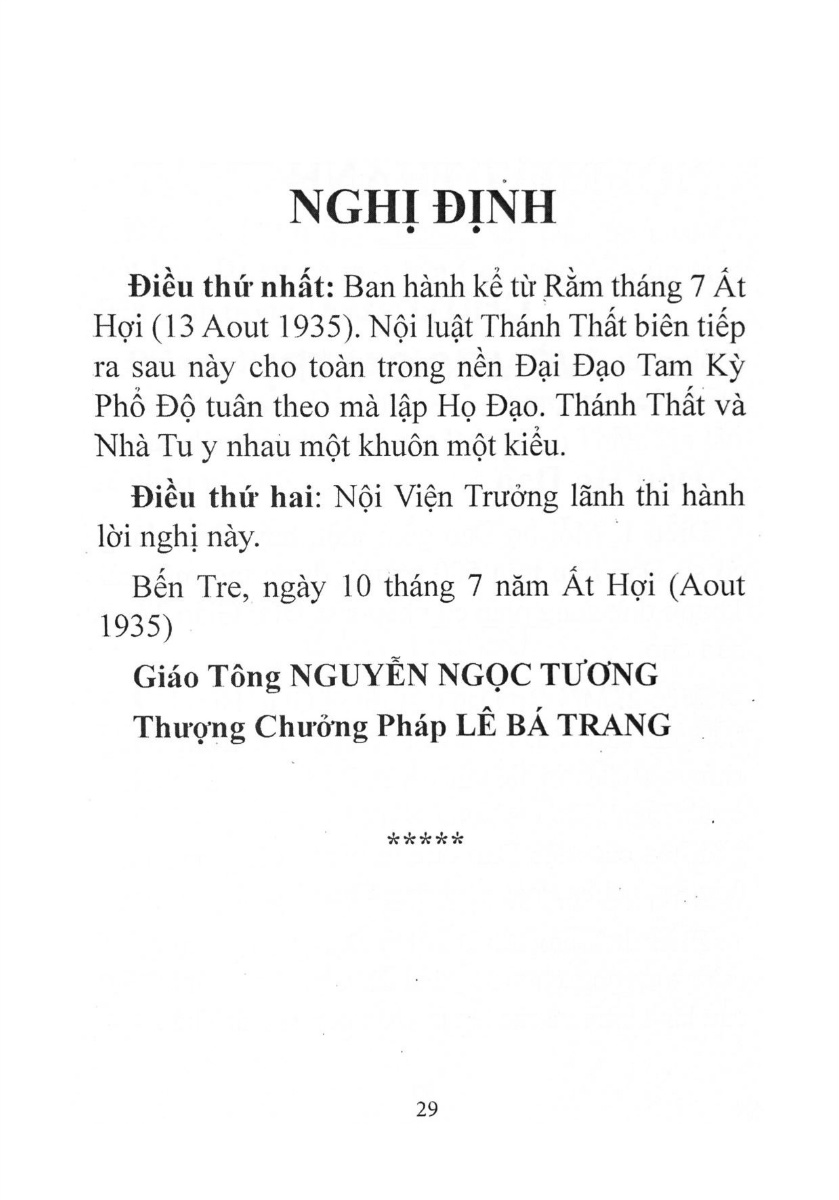 NGHỊ ĐỊNH
Điều thứ nhất: Ban hành kể từ Rằm tháng 7 Ất
Hợi (13 Aout 1935). Nội luật Thánh Thất biên tiếp
ra sau này cho toàn trong nền Đại Đạo Tam Kỳ
Phổ Độ tuân theo mà lập Họ Đạo. Thánh Thất và
Nhà Tu y nhau một khuôn một kiểu.
Điều thứ hai: Nội Viện Trưởng lãnh thi hành
lời nghị này.
Bến Tre, ngày 10 tháng 7 năm Ất Hợi (Aout
1935)
Giáo Tông NGUYỄN NGỌC TƯƠNG
Thượng Chưởng Pháp LÊ BÁ TRANG
*****
29